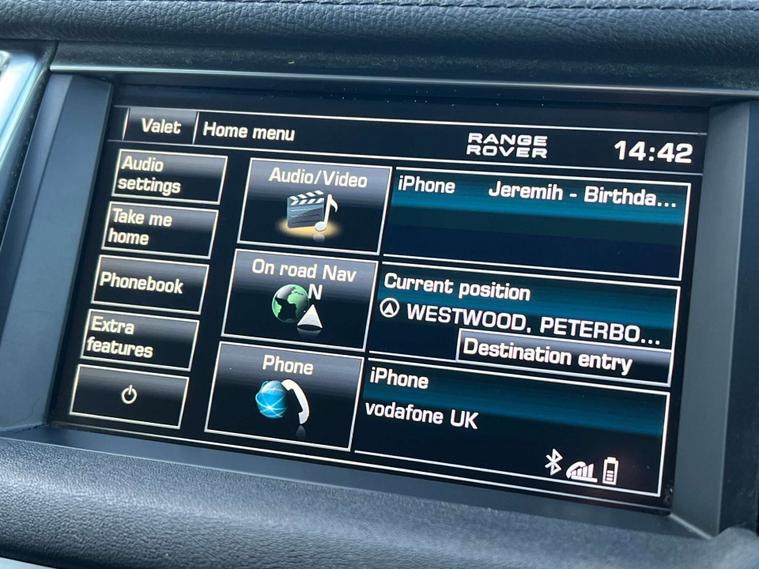 Valet
Home menu
RANGE
ROVER
14:42
Audio
settings
Take me
home
Phonebook
Extra
features
Audio/Video
On road Nav
N
Phone
iPhone Jeremih - Birthda...
Current position
WESTWOOD, PETERBO...
Destination entry
iPhone
vodafone UK